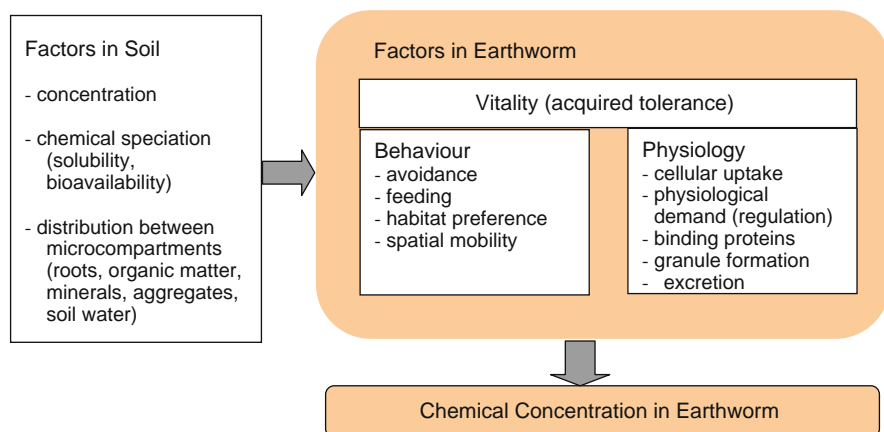 Factors in Soil
- concentration
- chemical speciation
(solubility,
bioavailability)
- distribution between
microcompartments
(roots, organic matter,
minerals, aggregates,
soil water)
Factors in Earthworm
Vitality (acquired tolerance)
Behaviour
- avoidance
- feeding
- habitat preference
- spatial mobility
Physiology
- cellular uptake
- physiological
demand (regulation)
- binding proteins
- granule formation
- excretion
Chemical Concentration in Earthworm